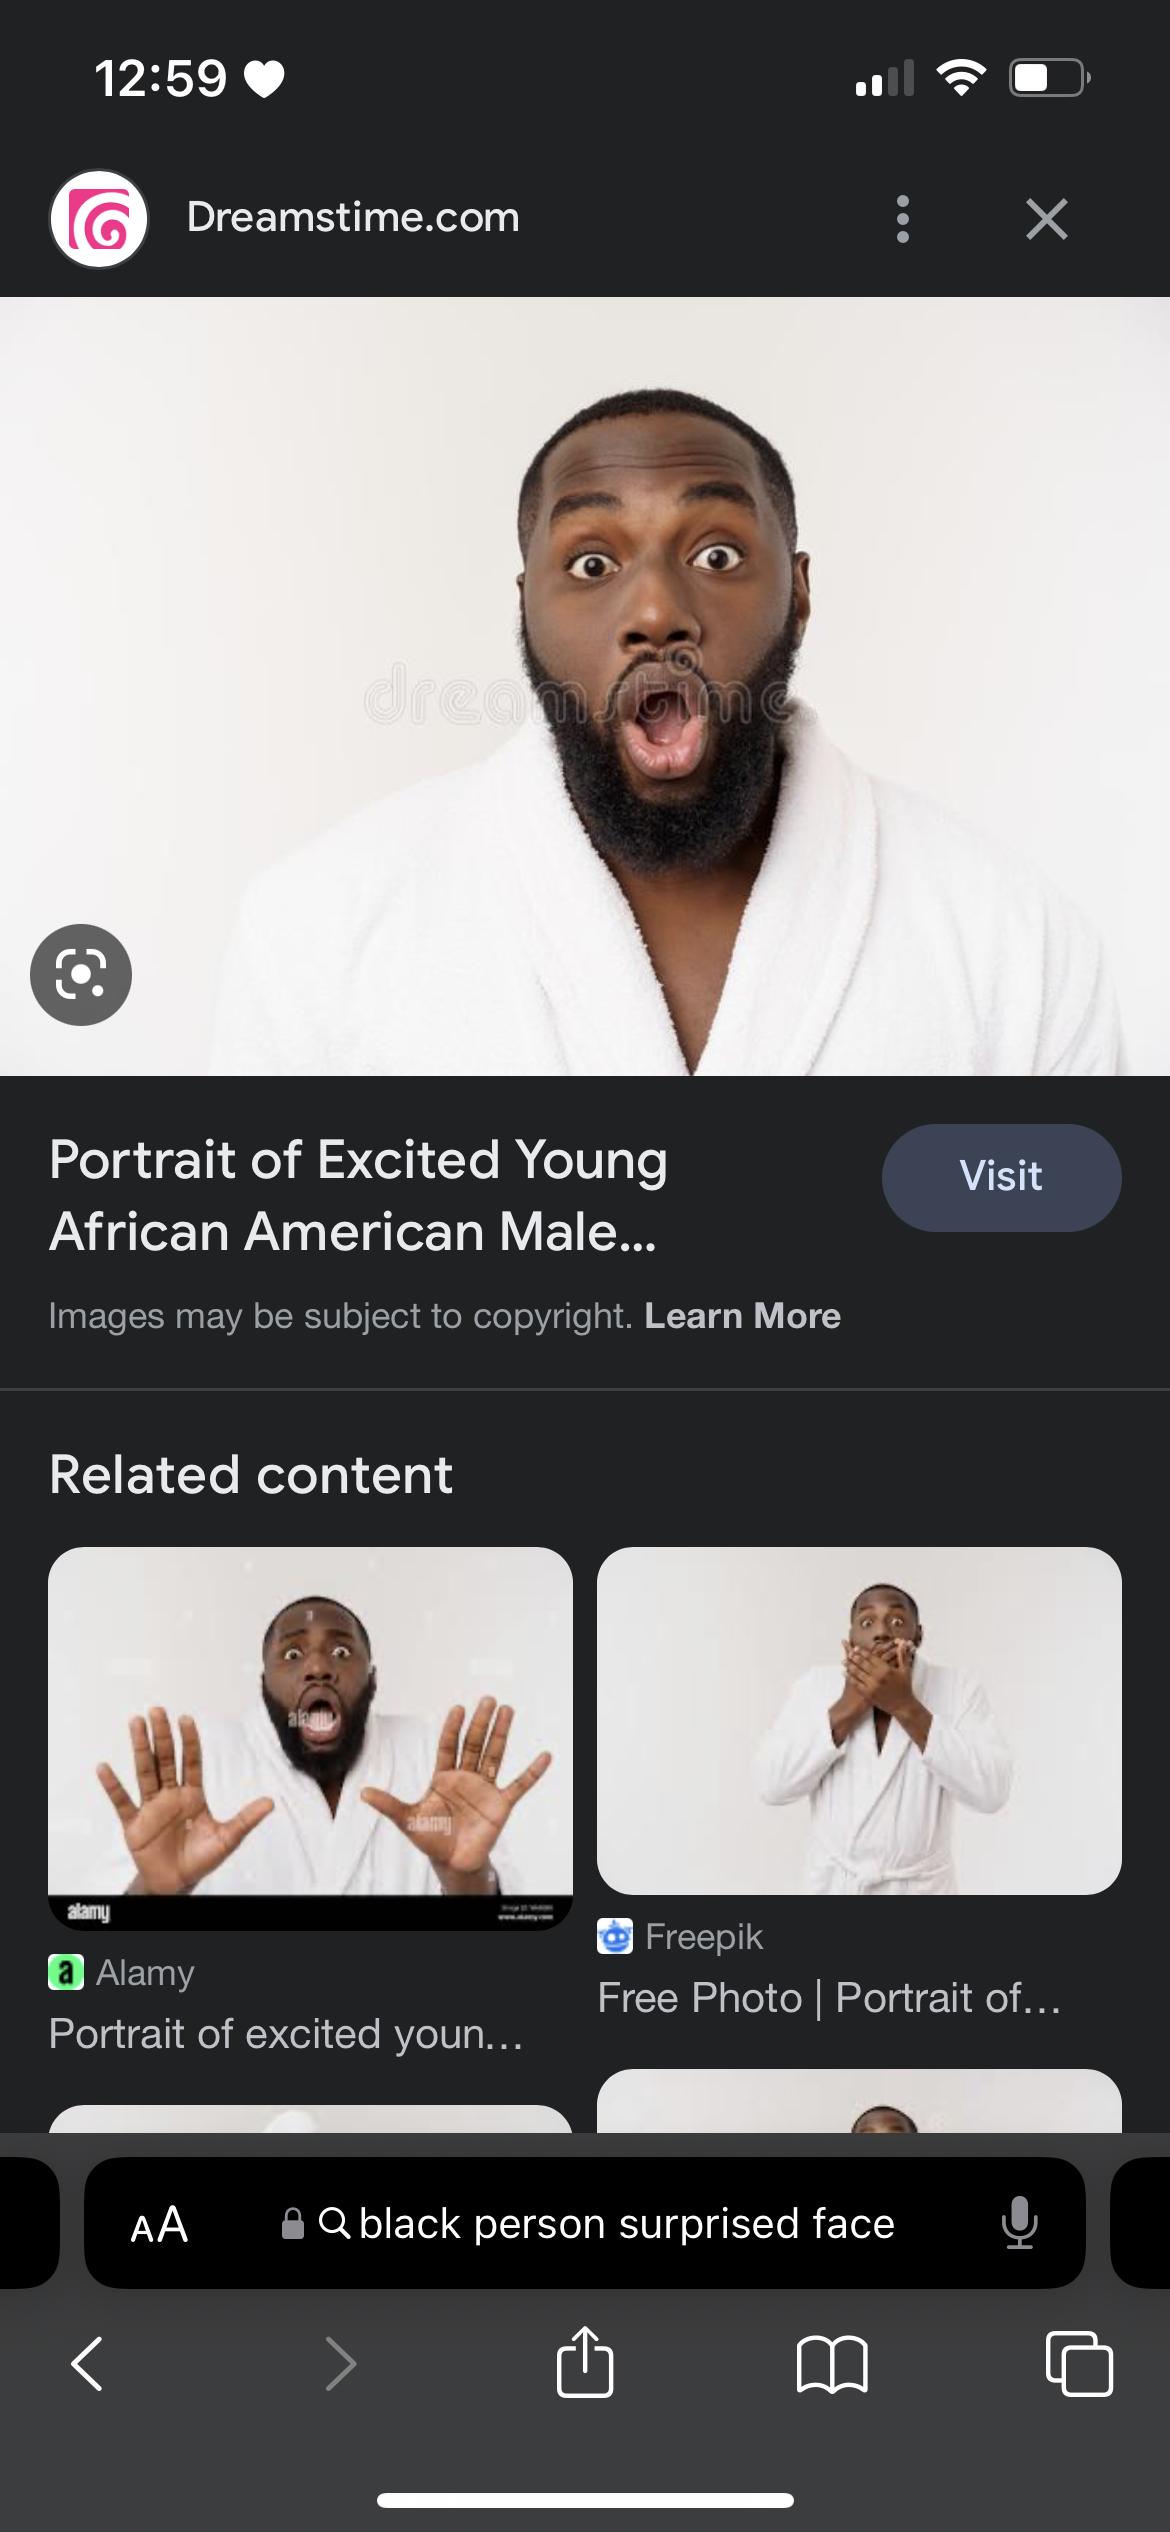 12:59
Dreamstime.com
dreamstime
Portrait of Excited Young
African American Male...
Visit
Images may be subject to copyright. Learn More
Related content
alamy
alamy
alamy
a Alamy
Portrait of excited youn...
Freepik
Free Photo | Portrait of...
AA black person surprised face